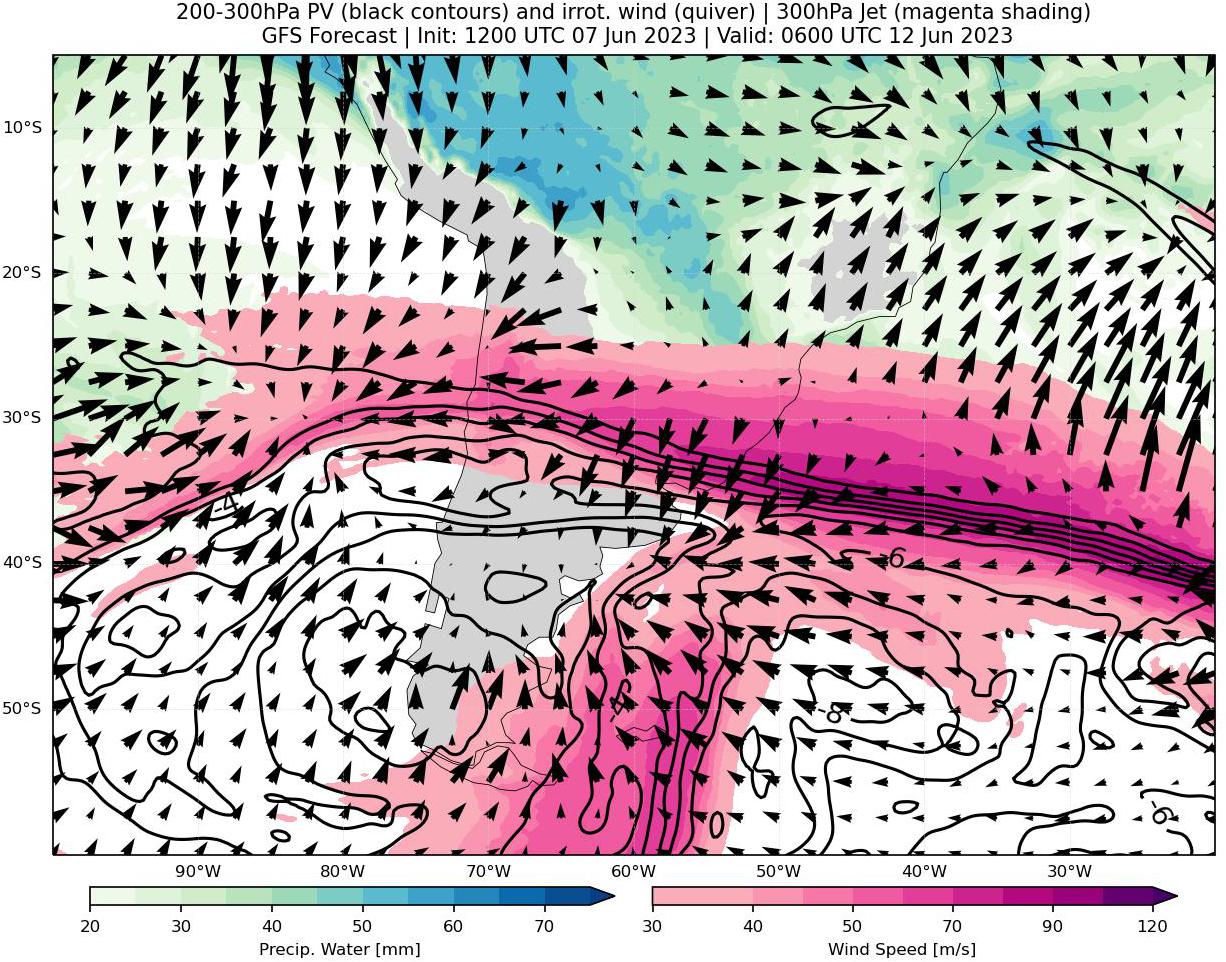 200-300hPa PV (black contours) and irrot. wind (quiver) | 300hPa Jet (magenta shading)
GFS Forecast | Init: 1200 UTC 07 Jun 2023 | Valid: 0600 UTC 12 Jun 2023
10°S
20°S
30°S
-4
-6
40°S
50°S
-4
-8
-6
90°W 80°W 70°W 60°W 50°W 40°W 30°W
20 30 40 50 60 70
30 40 50 70 90 120
Precip. Water [mm]
Wind Speed [m/s]